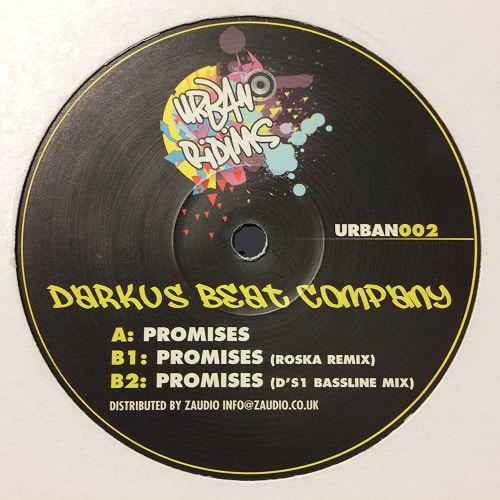 URBAN
RIDIMS
URBAN002
DARKUS BEAT COMPANY
A: PROMISES
B1: PROMISES (ROSKA REMIX)
B2: PROMISES (D'S1 BASSLINE MIX)
DISTRIBUTED BY ZAUDIO INFO@ZAUDIO.CO.UK